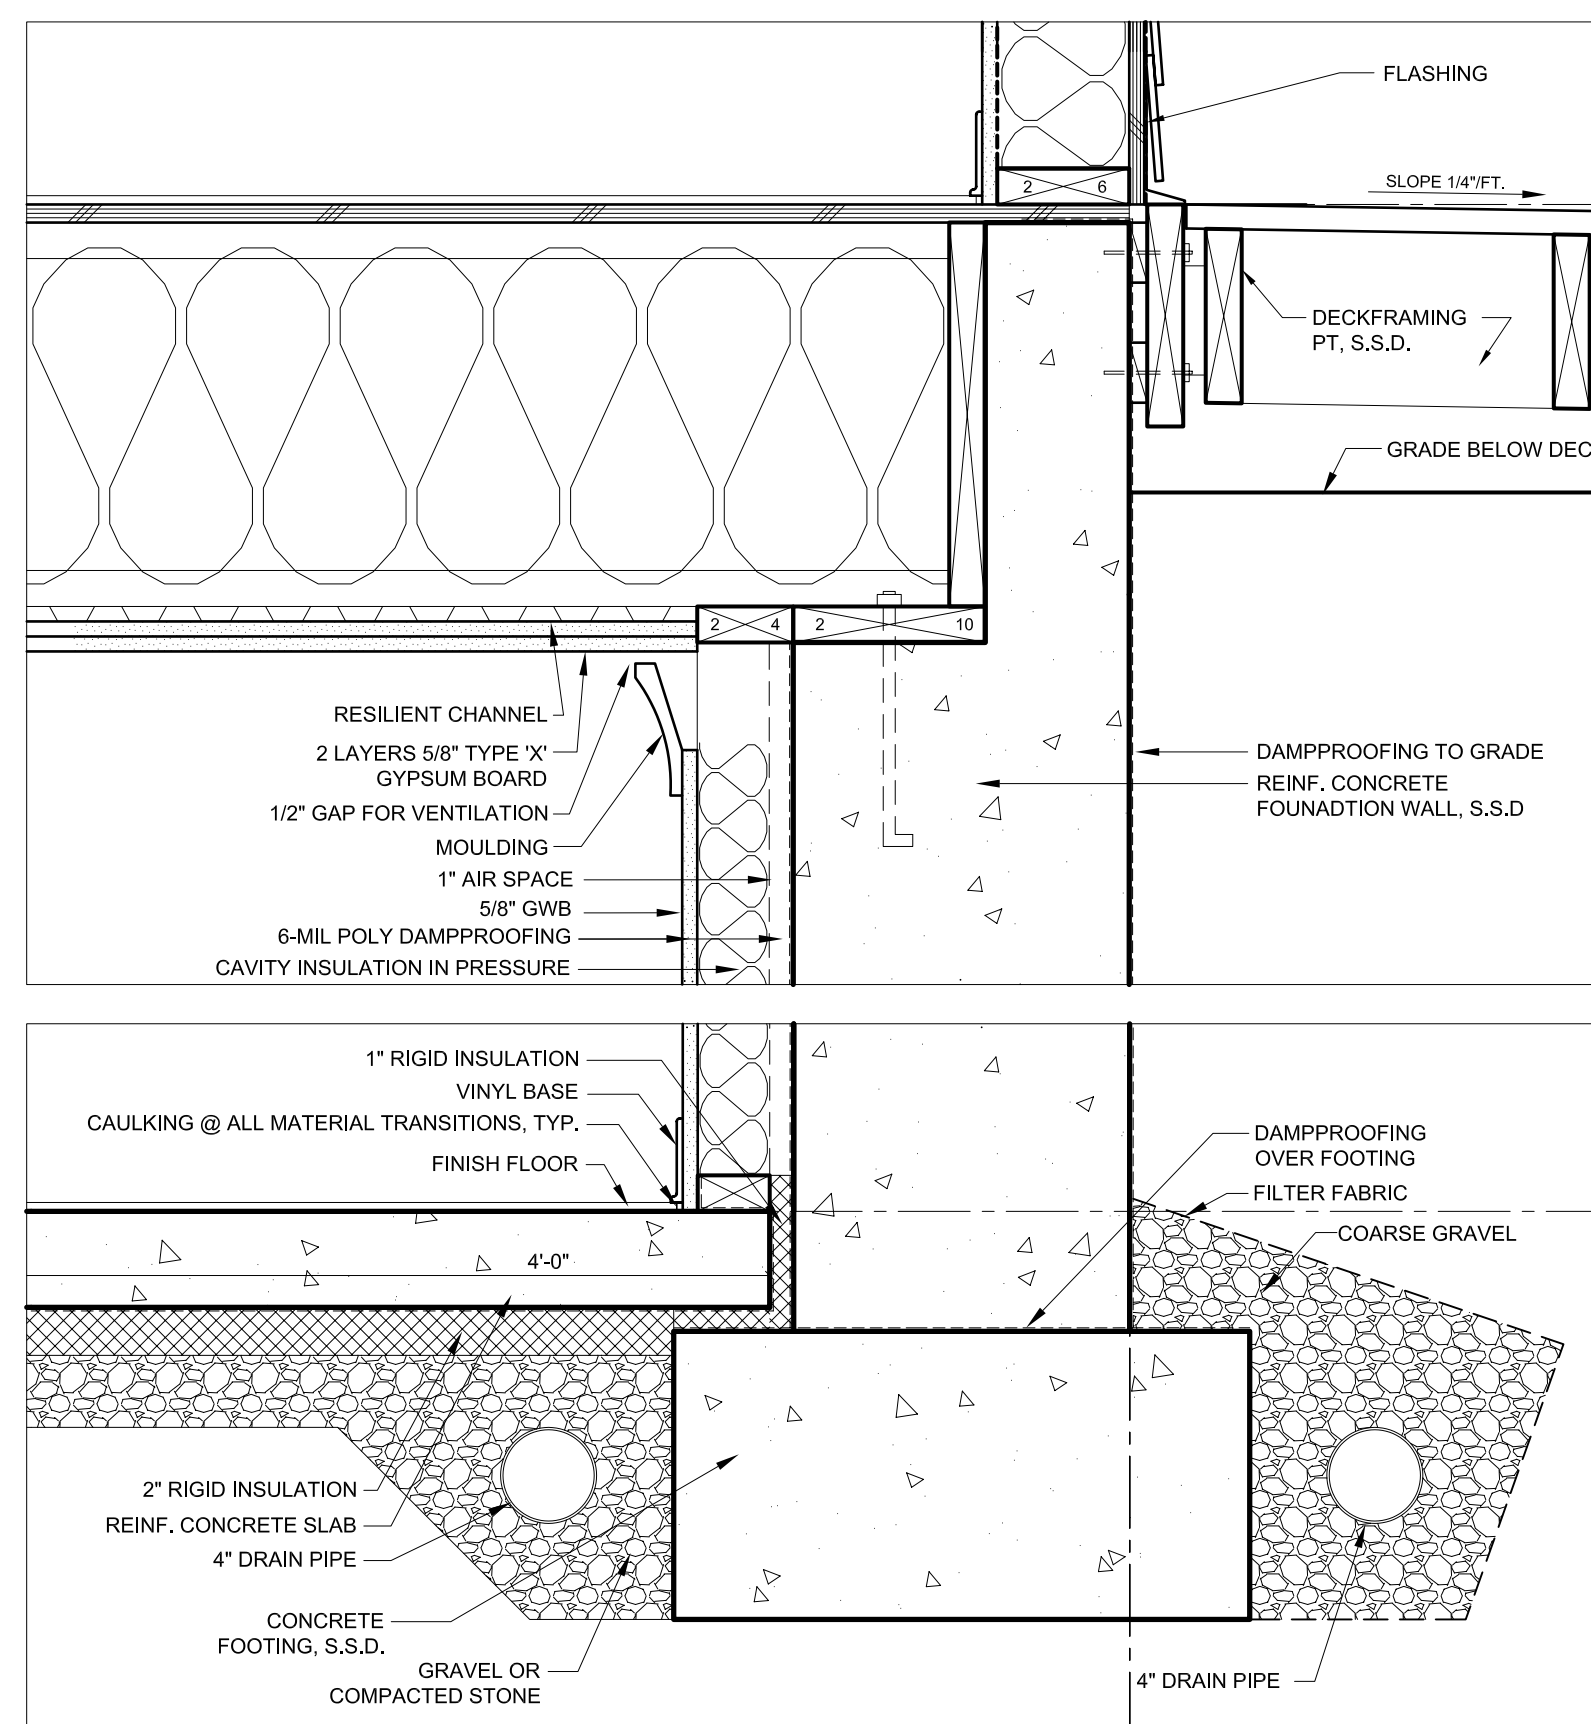 FLASHING
SLOPE 1/4"/FT.
2 6
DECKFRAMING
PT, S.S.D.
GRADE BELOW DEC
2 4 2 10
RESILIENT CHANNEL
2 LAYERS 5/8" TYPE 'X'
GYPSUM BOARD
1/2" GAP FOR VENTILATION
MOULDING
1" AIR SPACE
5/8" GWB
6-MIL POLY DAMPPROOFING
CAVITY INSULATION IN PRESSURE
DAMPPROOFING TO GRADE
REINF. CONCRETE
FOUNADTION WALL, S.S.D
1" RIGID INSULATION
VINYL BASE
CAULKING @ ALL MATERIAL TRANSITIONS, TYP.
FINISH FLOOR
4'-0"
DAMPPROOFING
OVER FOOTING
FILTER FABRIC
COARSE GRAVEL
2" RIGID INSULATION
REINF. CONCRETE SLAB
4" DRAIN PIPE
CONCRETE
FOOTING, S.S.D.
GRAVEL OR
COMPACTED STONE
4" DRAIN PIPE